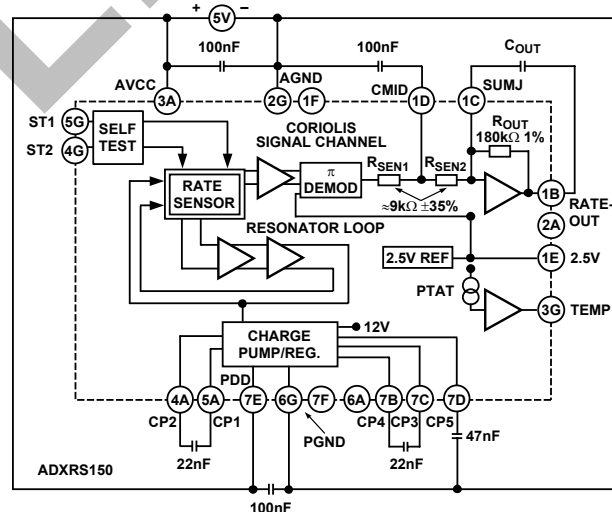 + 5V −
100nF
100nF
COUT
AVCC
AGND
CMID
SUMJ
3A
2G
1F
1D
1C
ST1
5G
ST2
4G
SELF
TEST
CORIOLIS
SIGNAL CHANNEL
ROUT
180kΩ 1%
RATE
SENSOR
π
DEMOD
RSEN1
RSEN2
≈9kΩ ±35%
1B
RATE-
OUT
2A
RESONATOR LOOP
2.5V REF
1E
2.5V
PTAT
3G
TEMP
12V
CHARGE
PUMP/REG.
PDD
4A
5A
7E
6G
7F
6A
7B
7C
7D
CP2
CP1
PGND
CP4
CP3
CP5
22nF
22nF
47nF
ADXRS150
100nF